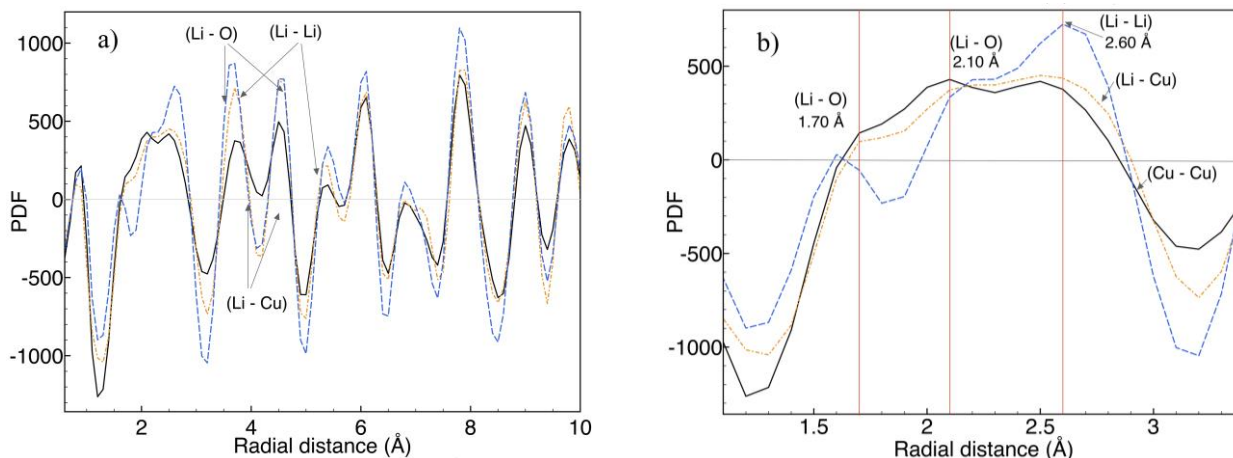 a)
(Li - O)
(Li - Li)
(Li - Cu)
1000
500
0
-500
-1000
PDF
2
4
6
8
10
Radial distance (Å)
b)
(Li - Li)
2.60 Å
(Li - O)
2.10 Å
(Li - Cu)
(Li - O)
1.70 Å
(Cu - Cu)
500
0
-500
-1000
PDF
1.5
2
2.5
3
Radial distance (Å)